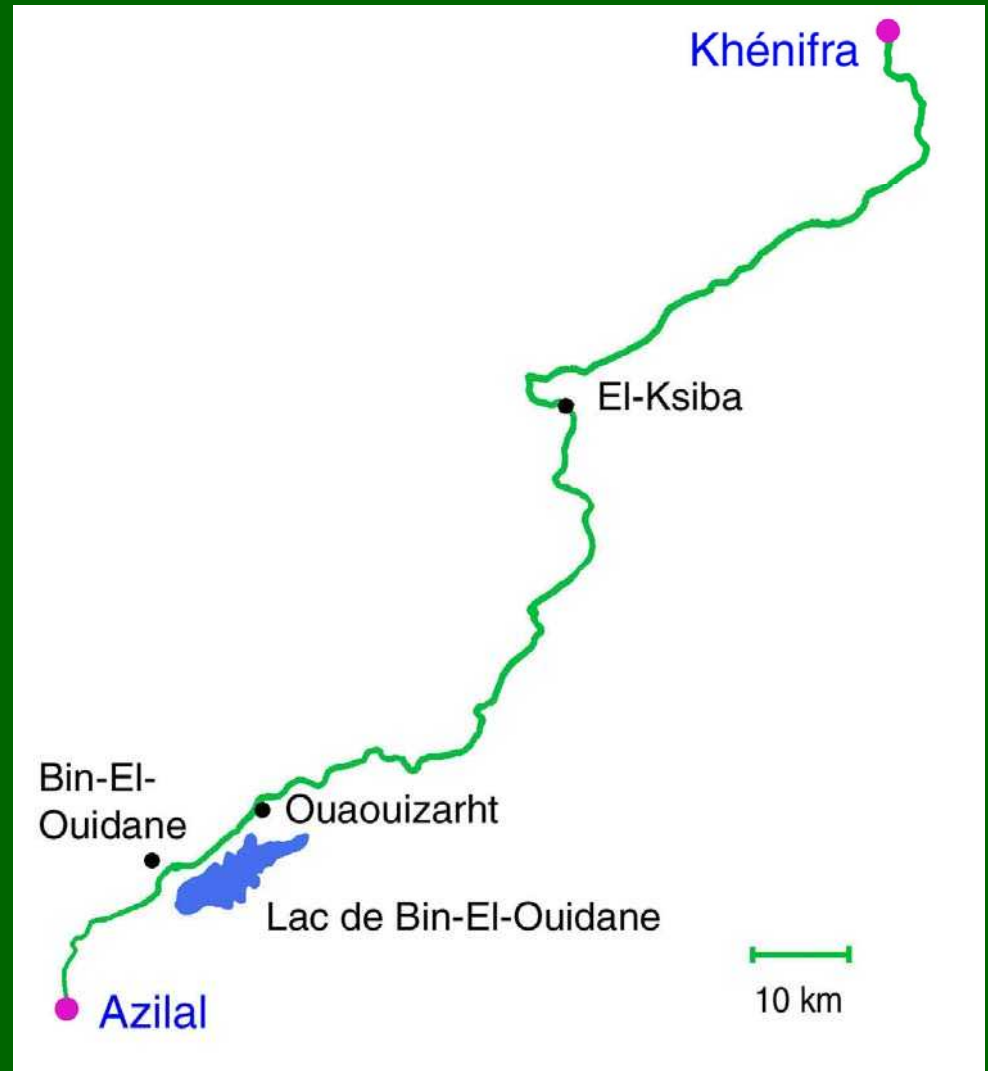 Khénifra
El-Ksiba
Bin-El-
Ouidane
Ouaouizarht
Lac de Bin-El-Ouidane
10 km
Azilal